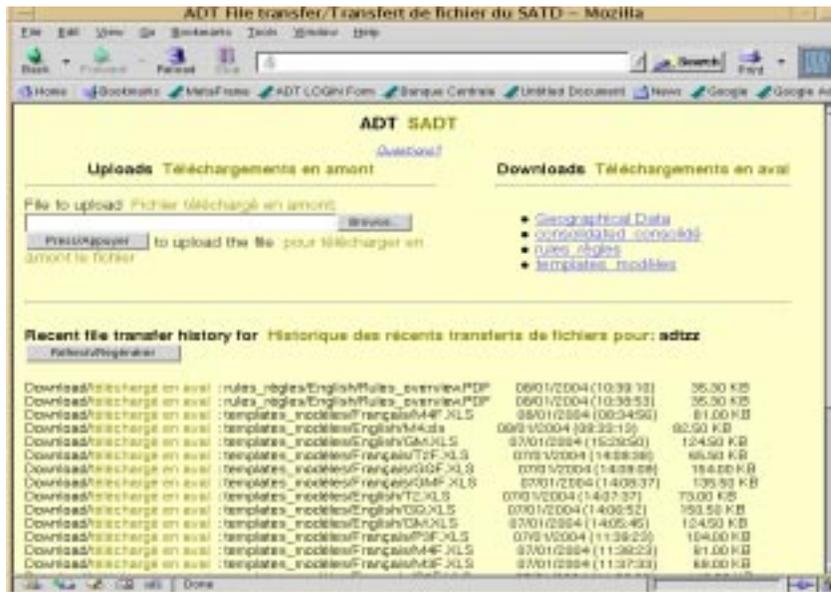 ADT File transfer/Transfert de fichier du SATD - Mozilla
File Edit View Go Bookmarks Tools Window Help
Back Forward Reload Stop Search Print
Home Bookmarks MetaFrame ADT LOGIN Form Banque Centrale Untitled Document News Google Google
ADT SADT
Questions?
Uploads Téléchargements en amont
Downloads Téléchargements en aval
File to upload Fichier téléchargé en amont:
Browse...
Press/Appuyer to upload the file pour télécharger en amont le fichier
Geographical Data
consolidated consolidé
rules règles
templates modèles
Recent file transfer history for Historique des récents transferts de fichiers pour: adtzz
Refresh/Régénérer
Download/téléchargé en aval : rules_règles/English/Rules_overview.PDF 08/01/2004 (10:39:10) 35.30 KB
Download/téléchargé en aval : rules_règles/English/Rules_overview.PDF 08/01/2004 (10:38:53) 35.30 KB
Download/téléchargé en aval : templates_modèles/Français/M4F.XLS 08/01/2004 (08:34:56) 81.00 KB
Download/téléchargé en aval : templates_modèles/English/M4.xls 08/01/2004 (08:33:13) 82.50 KB
Download/téléchargé en aval : templates_modèles/English/GM.XLS 07/01/2004 (15:28:50) 124.50 KB
Download/téléchargé en aval : templates_modèles/Français/T2F.XLS 07/01/2004 (14:08:38) 65.50 KB
Download/téléchargé en aval : templates_modèles/Français/GQF.XLS 07/01/2004 (14:08:08) 154.00 KB
Download/téléchargé en aval : templates_modèles/Français/GMF.XLS 07/01/2004 (14:08:37) 135.50 KB
Download/téléchargé en aval : templates_modèles/English/T2.XLS 07/01/2004 (14:07:37) 73.00 KB
Download/téléchargé en aval : templates_modèles/English/GQ.XLS 07/01/2004 (14:06:52) 150.50 KB
Download/téléchargé en aval : templates_modèles/English/GM.XLS 07/01/2004 (14:05:46) 124.50 KB
Download/téléchargé en aval : templates_modèles/Français/P3F.XLS 07/01/2004 (11:39:23) 104.00 KB
Download/téléchargé en aval : templates_modèles/Français/M4F.XLS 07/01/2004 (11:38:23) 81.00 KB
Download/téléchargé en aval : templates_modèles/Français/ 07/01/2004 (11:37:33) 68.00 KB
Done